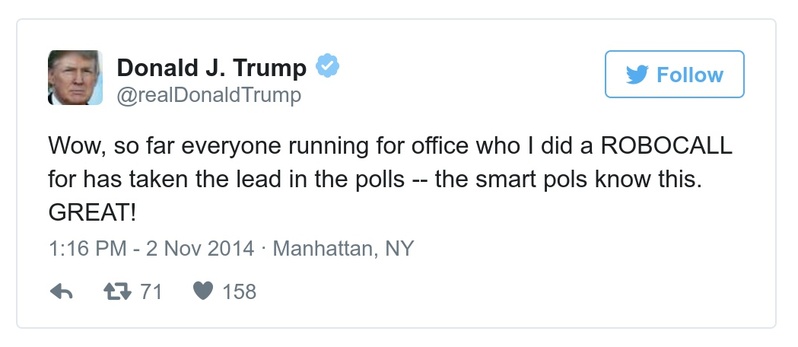 Donald J. Trump
Follow
@realDonaldTrump
Wow, so far everyone running for office who I did a ROBOCALL
for has taken the lead in the polls -- the smart pols know this.
GREAT!
1:16 PM - 2 Nov 2014 · Manhattan, NY
71 158